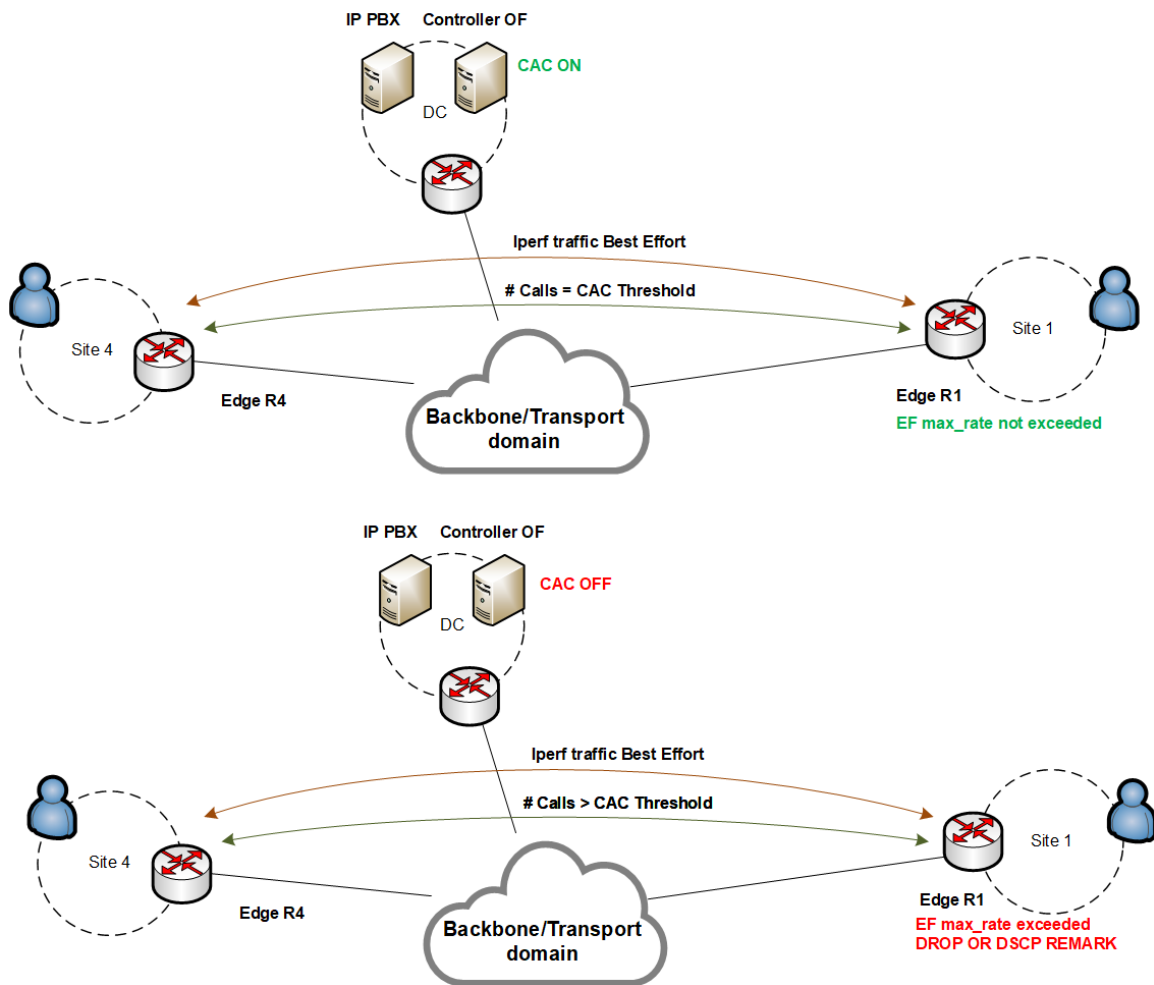 IP PBX Controller OF
CAC ON
DC
Iperf traffic Best Effort
# Calls = CAC Threshold
Site 4
Site 1
Edge R4
Edge R1
Backbone/Transport
domain
EF max_rate not exceeded
IP PBX Controller OF
CAC OFF
DC
Iperf traffic Best Effort
# Calls > CAC Threshold
Site 4
Site 1
Edge R4
Edge R1
Backbone/Transport
domain
EF max_rate exceeded
DROP OR DSCP REMARK